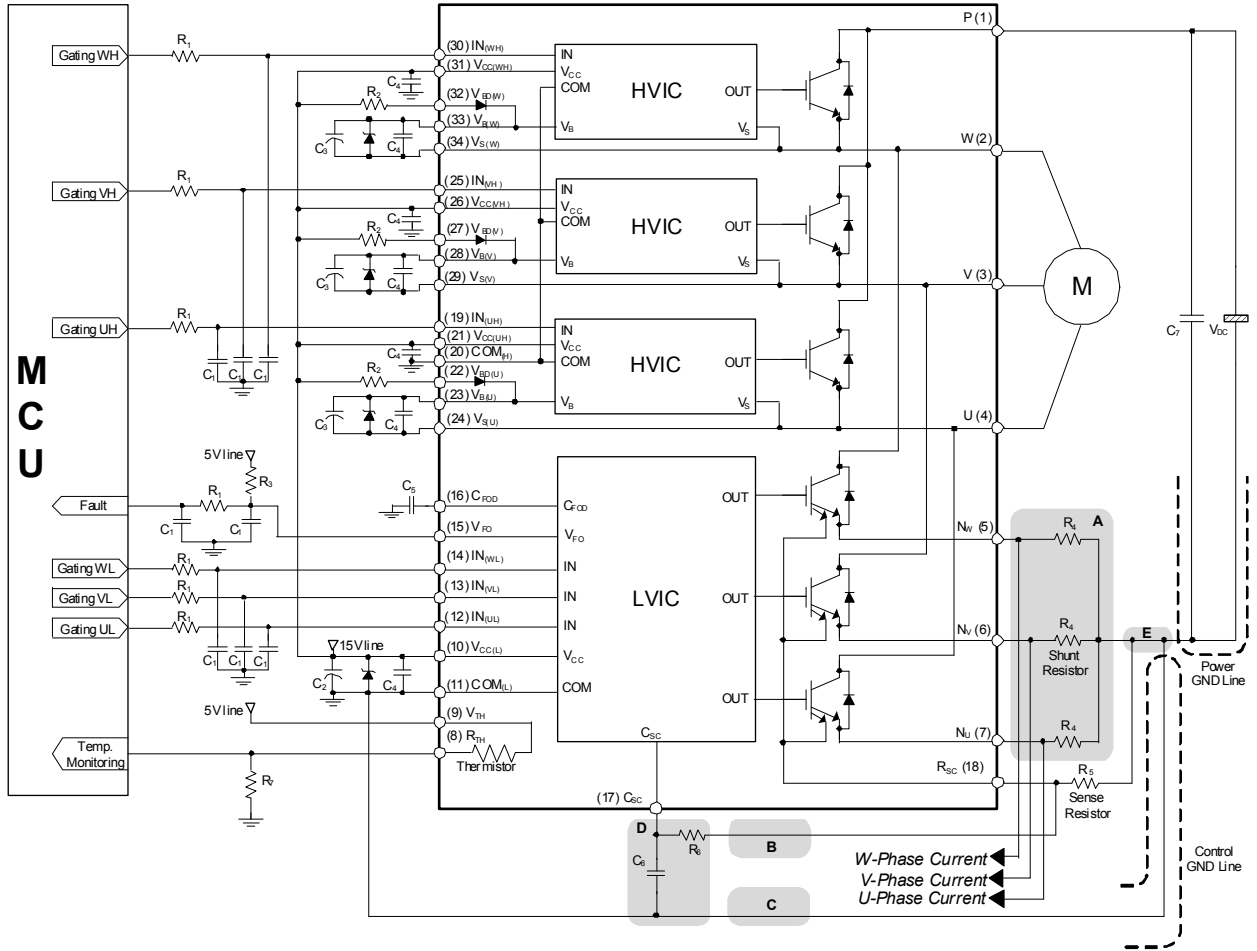 MCU
Gating WH
R1
(30) IN(WH)
(31) VCC(WH)
C4
R2
(32) VBD(W)
(33) VB(W)
C3
C4
(34) VS(W)
IN
VCC
COM
VB
HVIC
OUT
VS
P (1)
W (2)
Gating VH
R1
(25) IN(VH)
(26) VCC(VH)
C4
R2
(27) VBD(V)
(28) VB(V)
C3
C4
(29) VS(V)
IN
VCC
COM
VB
HVIC
OUT
VS
V (3)
M
Gating UH
R1
C1
C1
C1
(19) IN(UH)
(21) VCC(UH)
(20) COM(H)
C4
R2
(22) VBD(U)
(23) VB(U)
C3
C4
(24) VS(U)
IN
VCC
COM
VB
HVIC
OUT
VS
U (4)
C7
VDC
5V line
R3
Fault
R1
C1
C1
C5
(16) CFOD
(15) VFO
CFOD
VFO
Gating WL
R1
(14) IN(WL)
IN
Gating VL
R1
(13) IN(VL)
IN
Gating UL
R1
(12) IN(UL)
IN
C1
C1
C1
15V line
C2
C4
(10) VCC(L)
VCC
(11) COM(L)
COM
LVIC
OUT
OUT
OUT
CSC
NW (5)
NV (6)
NU (7)
A
R4
R4
Shunt
Resistor
R4
E
Power
GND Line
5V line
(9) VTH
(8) RTH
Thermistor
Temp.
Monitoring
R7
RSC (18)
R5
Sense
Resistor
(17) CSC
D
R6
C6
B
C
W-Phase Current
V-Phase Current
U-Phase Current
Control
GND Line